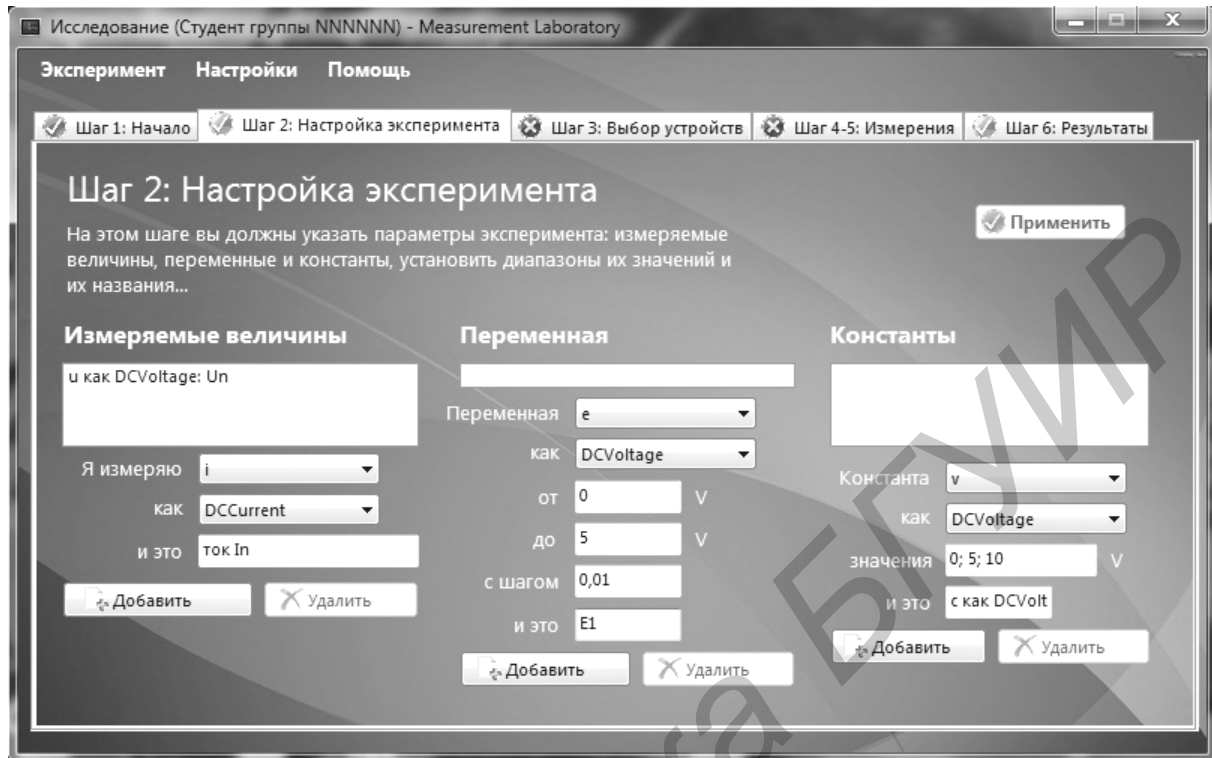 Исследование (Студент группы NNNNNN) - Measurement Laboratory
Эксперимент Настройки Помощь
Шаг 1: Начало Шаг 2: Настройка эксперимента Шаг 3: Выбор устройств Шаг 4-5: Измерения Шаг 6: Результаты
Шаг 2: Настройка эксперимента
Применить
На этом шаге вы должны указать параметры эксперимента: измеряемые
величины, переменные и константы, установить диапазоны их значений и
их названия...
Измеряемые величины
u как DCVoltage: Un
Я измеряю i
как DCCurrent
и это ток In
Добавить Удалить
Переменная
Переменная e
как DCVoltage
от 0 V
до 5 V
с шагом 0,01
и это E1
Добавить Удалить
Константы
Константа v
как DCVoltage
значения 0; 5; 10 V
и это с как DCVolt
Добавить Удалить
БГУИР